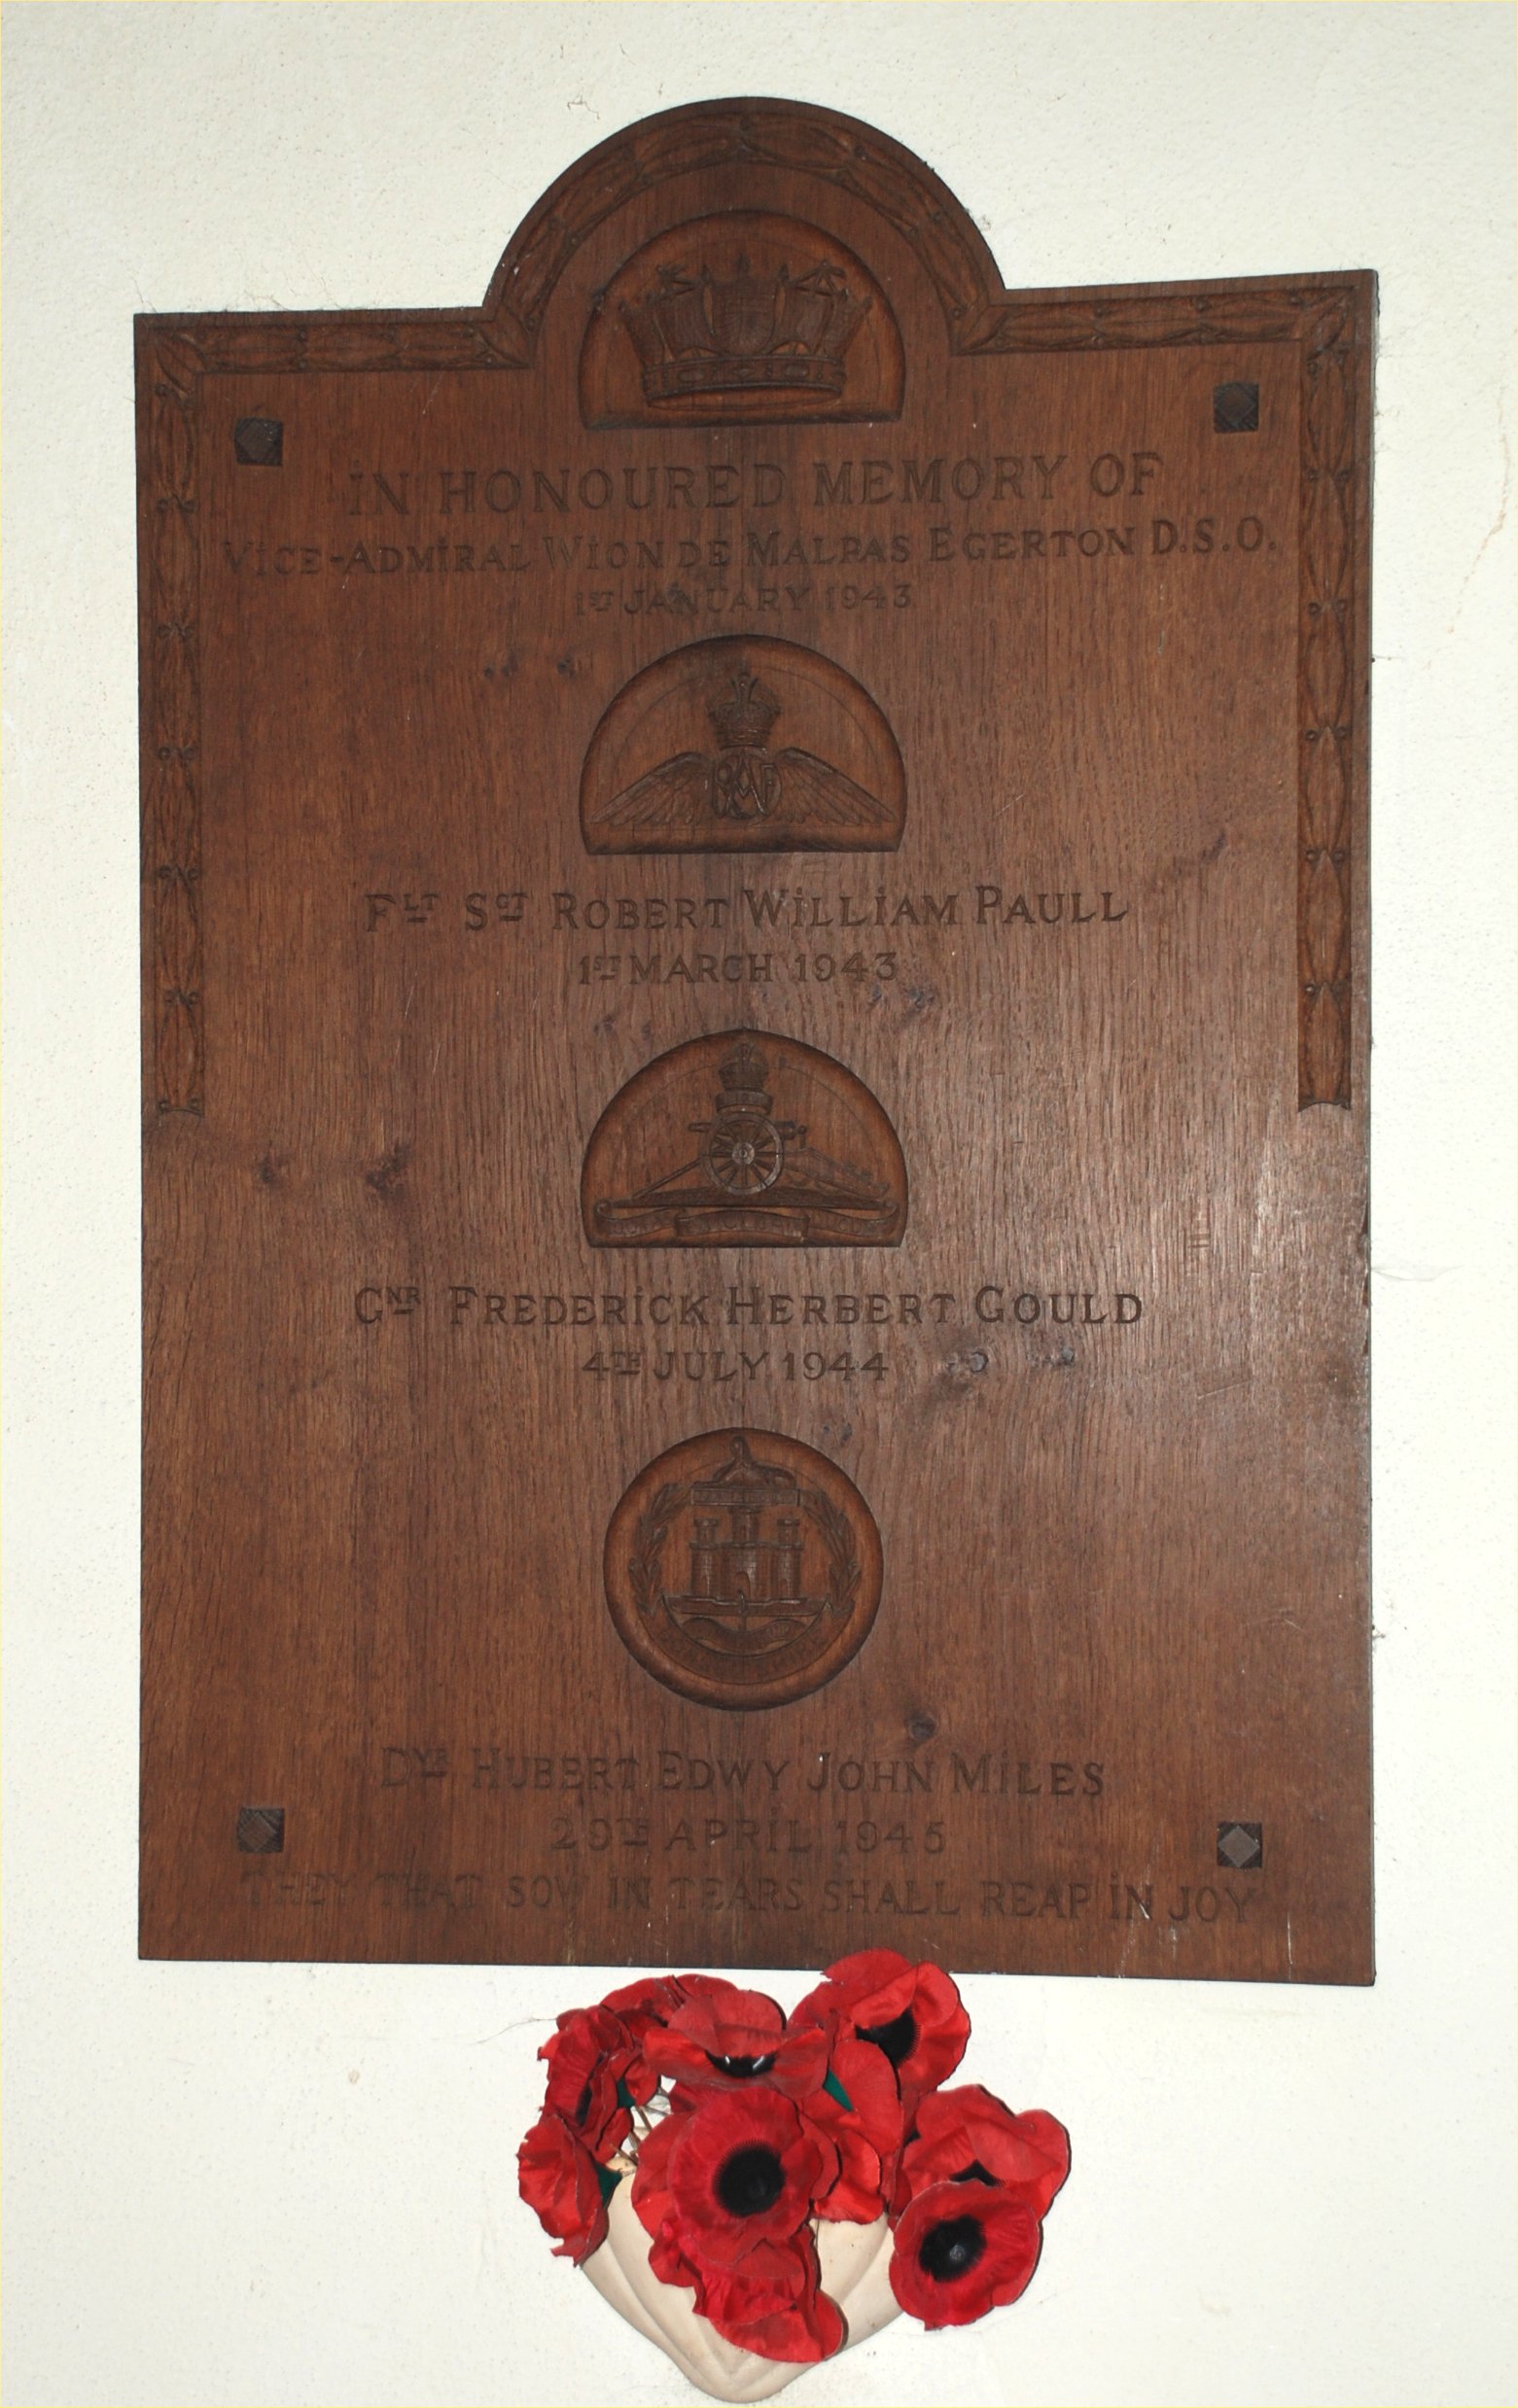 IN HONOURED MEMORY OF
VICE-ADMIRAL WION DE MALPAS EGERTON D.S.O.
1ST JANUARY 1943
RAF
FLT SGT ROBERT WILLIAM PAULL
1ST MARCH 1943
GNR FREDERICK HERBERT GOULD
4TH JULY 1944
DVR HUBERT EDWY JOHN MILES
29TH APRIL 1945
THEY THAT SOW IN TEARS SHALL REAP IN JOY